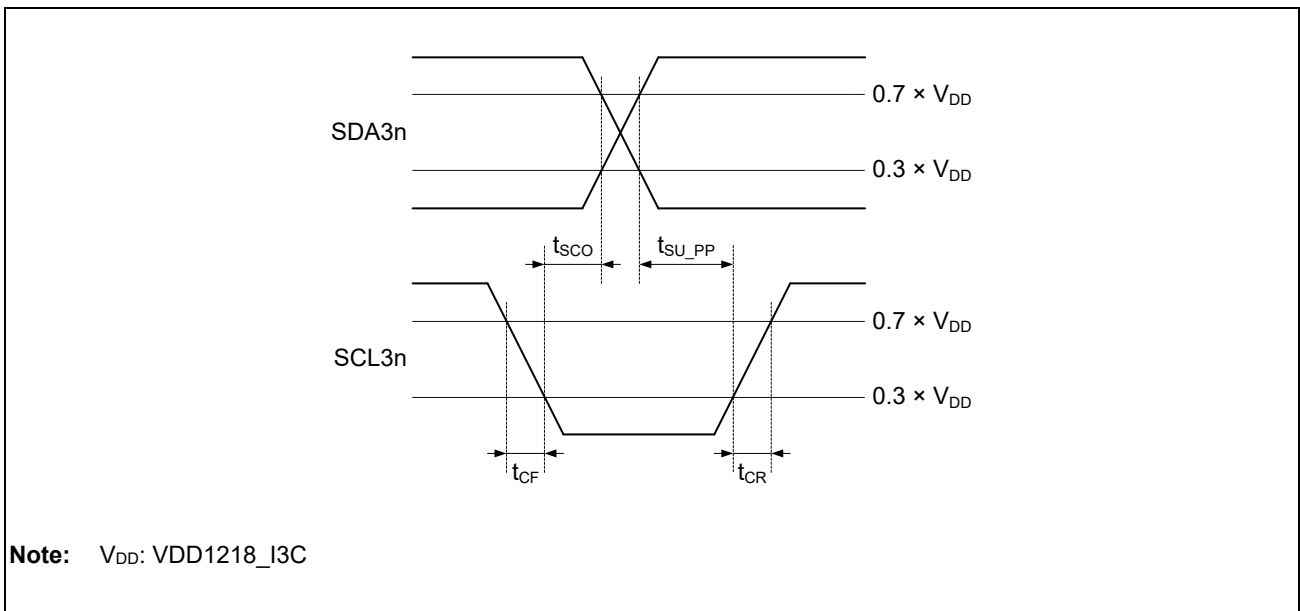 0.7 × VDD
SDA3n
0.3 × VDD
tSCO
tSU_PP
0.7 × VDD
SCL3n
0.3 × VDD
tCF
tCR
Note: VDD: VDD1218_I3C